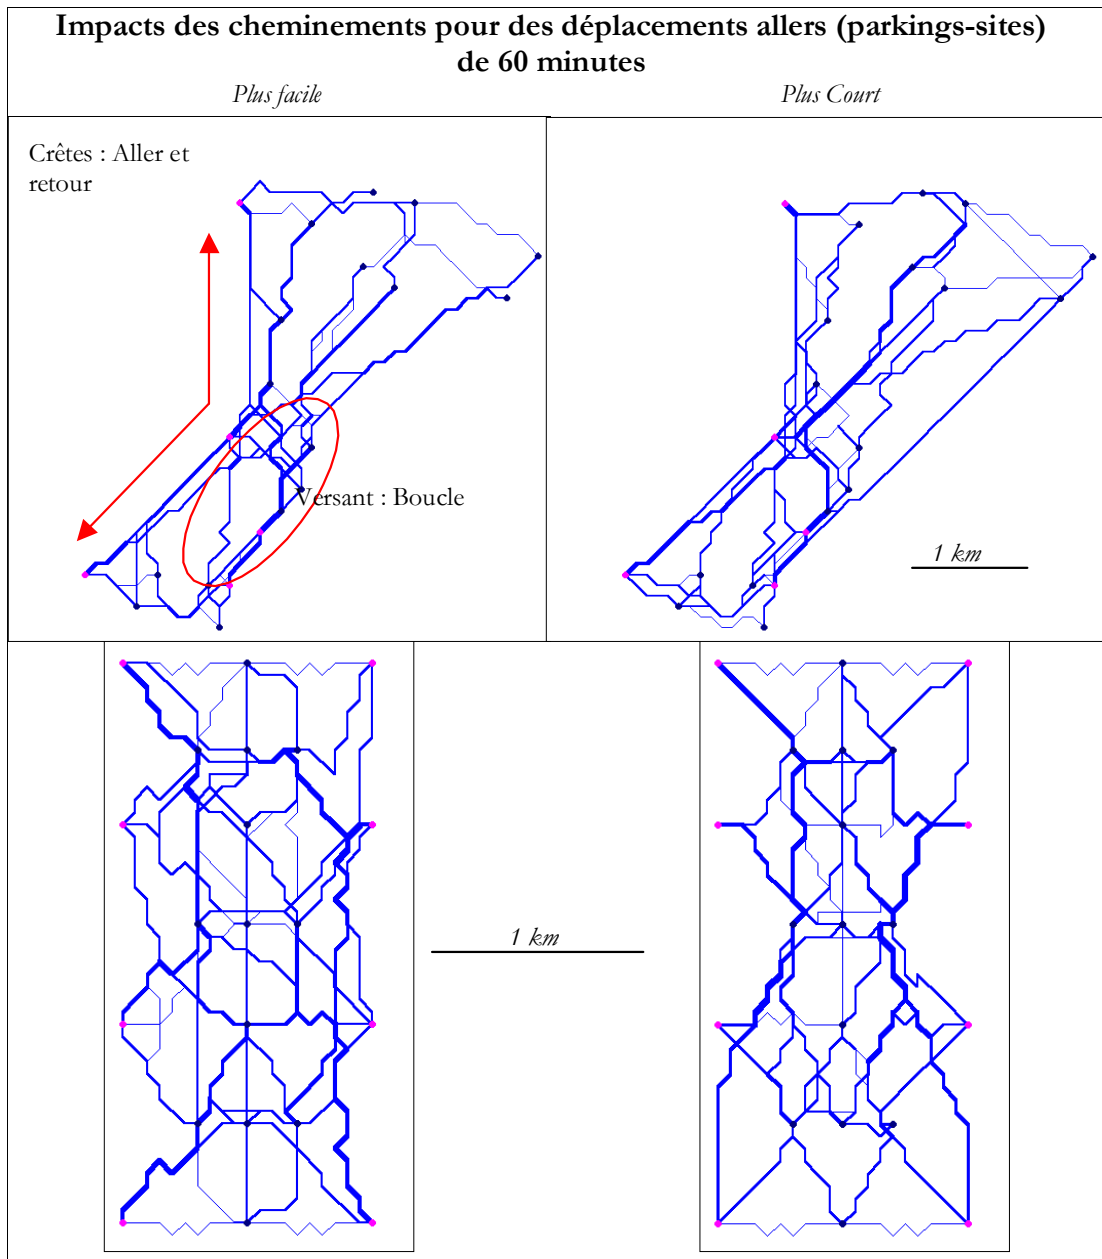 Impacts des cheminements pour des déplacements allers (parkings-sites)
de 60 minutes
Plus facile
Plus Court
Crêtes : Aller et
retour
Versant : Boucle
1 km
1 km